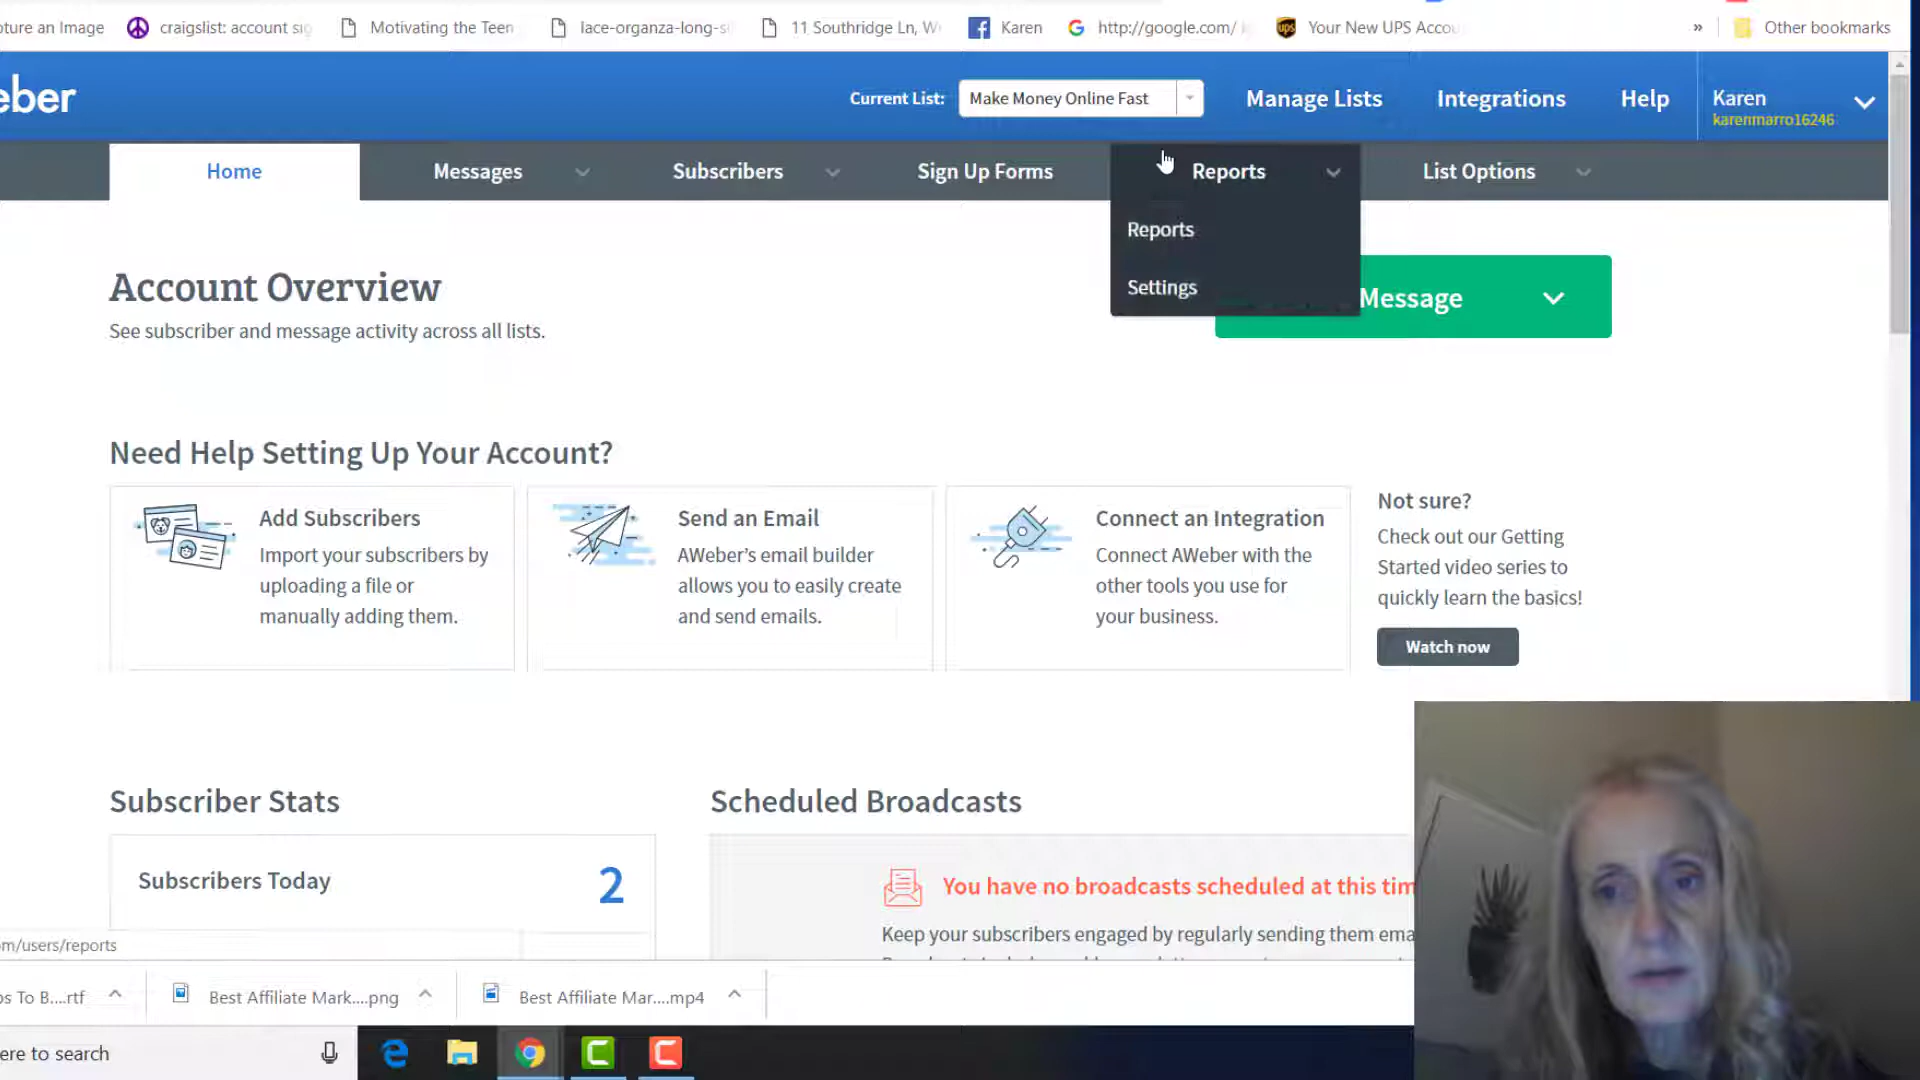 ture an Image craigslist: account sig Motivating the Teen lace-organza-long-s 11 Southridge Ln, W Karen http://google.com/ Your New UPS Accou » Other bookmarks
eber Current List: Make Money Online Fast Manage Lists Integrations Help Karen
karenmarro16246
Home Messages Subscribers Sign Up Forms Reports List Options
Reports
Settings
Message
Account Overview
See subscriber and message activity across all lists.
Need Help Setting Up Your Account?
Add Subscribers
Import your subscribers by
uploading a file or
manually adding them.
Send an Email
AWeber's email builder
allows you to easily create
and send emails.
Connect an Integration
Connect AWeber with the
other tools you use for
your business.
Not sure?
Check out our Getting
Started video series to
quickly learn the basics!
Watch now
Subscriber Stats
Scheduled Broadcasts
Subscribers Today 2
You have no broadcasts scheduled at this tim
Keep your subscribers engaged by regularly sending them ema
m/users/reports
os To B....rtf Best Affiliate Mark....png Best Affiliate Mar....mp4
ere to search